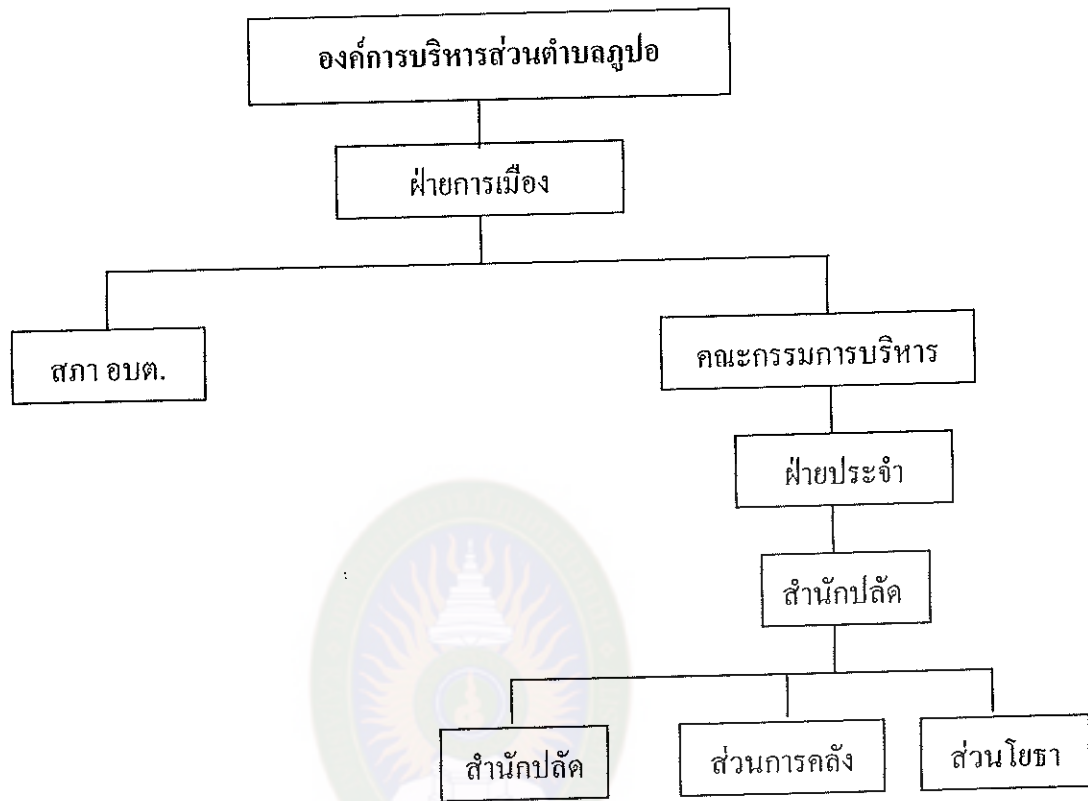 องค์การบริหารส่วนตำบลภูปอ
ฝ่ายการเมือง
สภา อบต.
คณะกรรมการบริหาร
ฝ่ายประจำ
สำนักปลัด
สำนักปลัด
ส่วนการคลัง
ส่วนโยธา